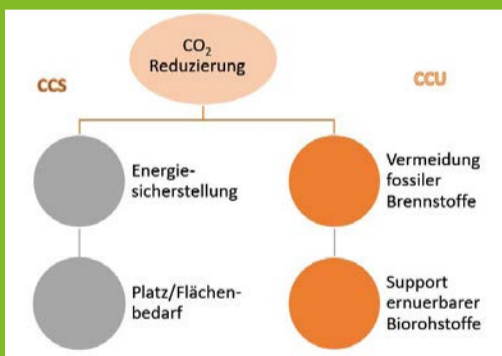 CO₂
Reduzierung
CCS
CCU
Energie-
sicherstellung
Vermeidung
fossiler
Brennstoffe
Platz/Flächen-
bedarf
Support
ernuerbarer
Biorohstoffe